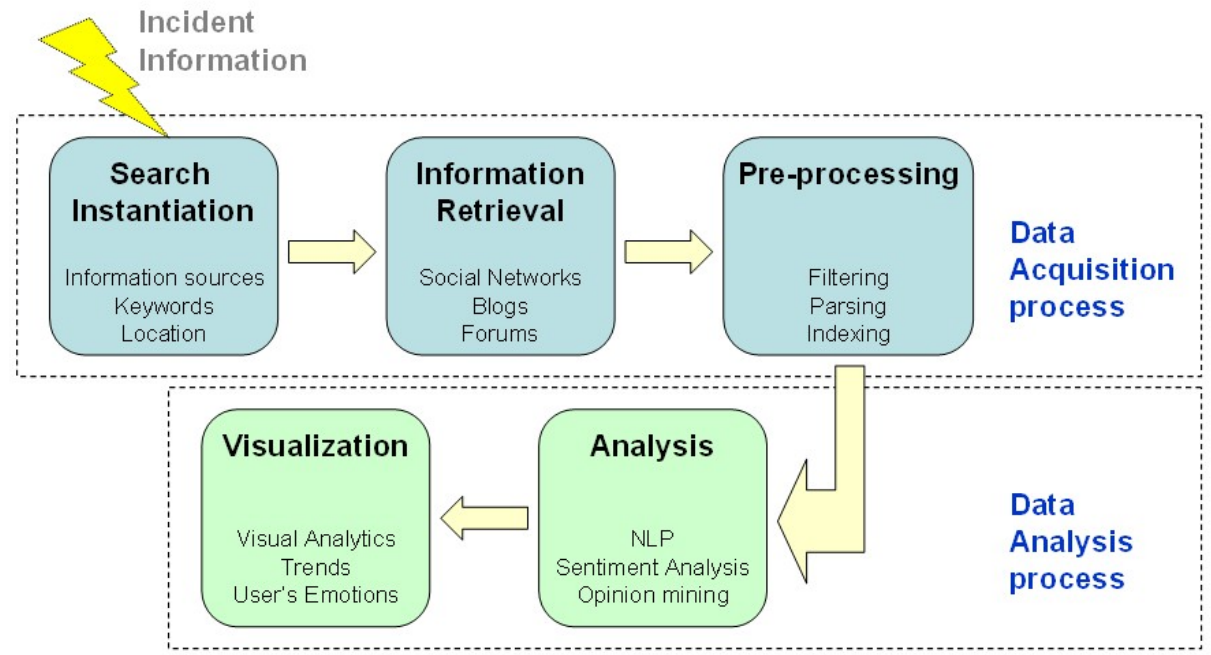 Incident
Information
Search
Instantiation
Information sources
Keywords
Location
Information
Retrieval
Social Networks
Blogs
Forums
Pre-processing
Filtering
Parsing
Indexing
Data
Acquisition
process
Visualization
Visual Analytics
Trends
User's Emotions
Analysis
NLP
Sentiment Analysis
Opinion mining
Data
Analysis
process